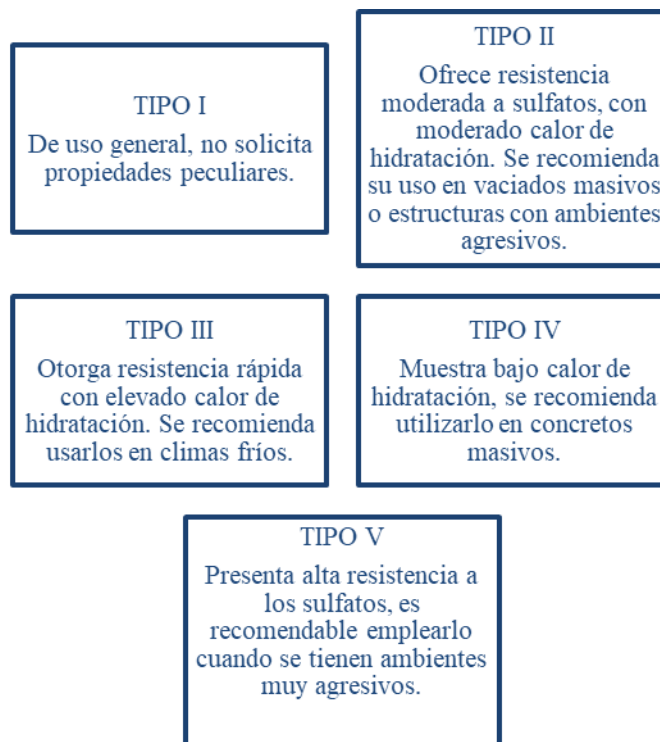 TIPO I
De uso general, no solicita
propiedades peculiares.
TIPO II
Ofrece resistencia
moderada a sulfatos, con
moderado calor de
hidratación. Se recomienda
su uso en vaciados masivos
o estructuras con ambientes
agresivos.
TIPO III
Otorga resistencia rápida
con elevado calor de
hidratación. Se recomienda
usarlos en climas fríos.
TIPO IV
Muestra bajo calor de
hidratación, se recomienda
utilizarlo en concretos
masivos.
TIPO V
Presenta alta resistencia a
los sulfatos, es
recomendable emplearlo
cuando se tienen ambientes
muy agresivos.